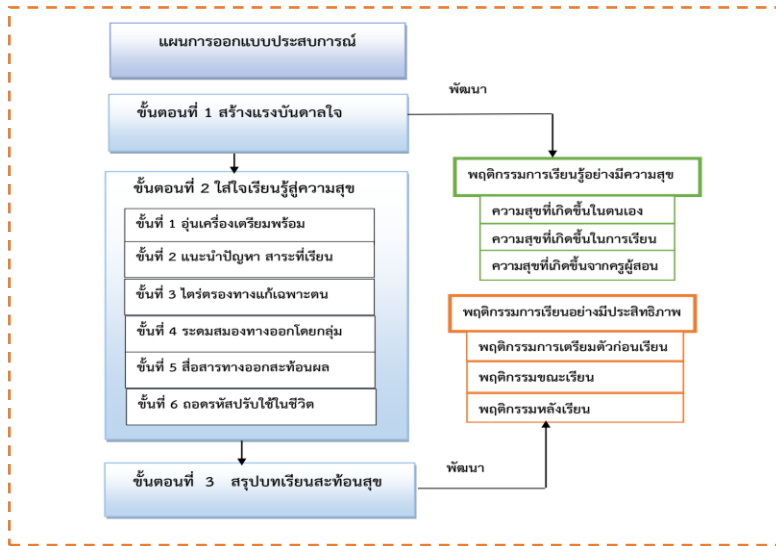 แผนการออกแบบประสบการณ์
ขั้นตอนที่ 1 สร้างแรงบันดาลใจ
พัฒนา
ขั้นตอนที่ 2 ใส่ใจเรียนรู้สู่ความสุข
ขั้นที่ 1 อุ่นเครื่องเตรียมพร้อม
ขั้นที่ 2 แนะนำปัญหา สาระที่เรียน
ขั้นที่ 3 ไตร่ตรองทางแก้เฉพาะตน
ขั้นที่ 4 ระดมสมองทางออกโดยกลุ่ม
ขั้นที่ 5 สื่อสารทางออกสะท้อนผล
ขั้นที่ 6 ถอดรหัสปรับใช้ในชีวิต
พฤติกรรมการเรียนรู้อย่างมีความสุข
ความสุขที่เกิดขึ้นในตนเอง
ความสุขที่เกิดขึ้นในการเรียน
ความสุขที่เกิดขึ้นจากครูผู้สอน
พฤติกรรมการเรียนอย่างมีประสิทธิภาพ
พฤติกรรมการเตรียมตัวก่อนเรียน
พฤติกรรมขณะเรียน
พฤติกรรมหลังเรียน
ขั้นตอนที่ 3 สรุปบทเรียนสะท้อนสุข
พัฒนา